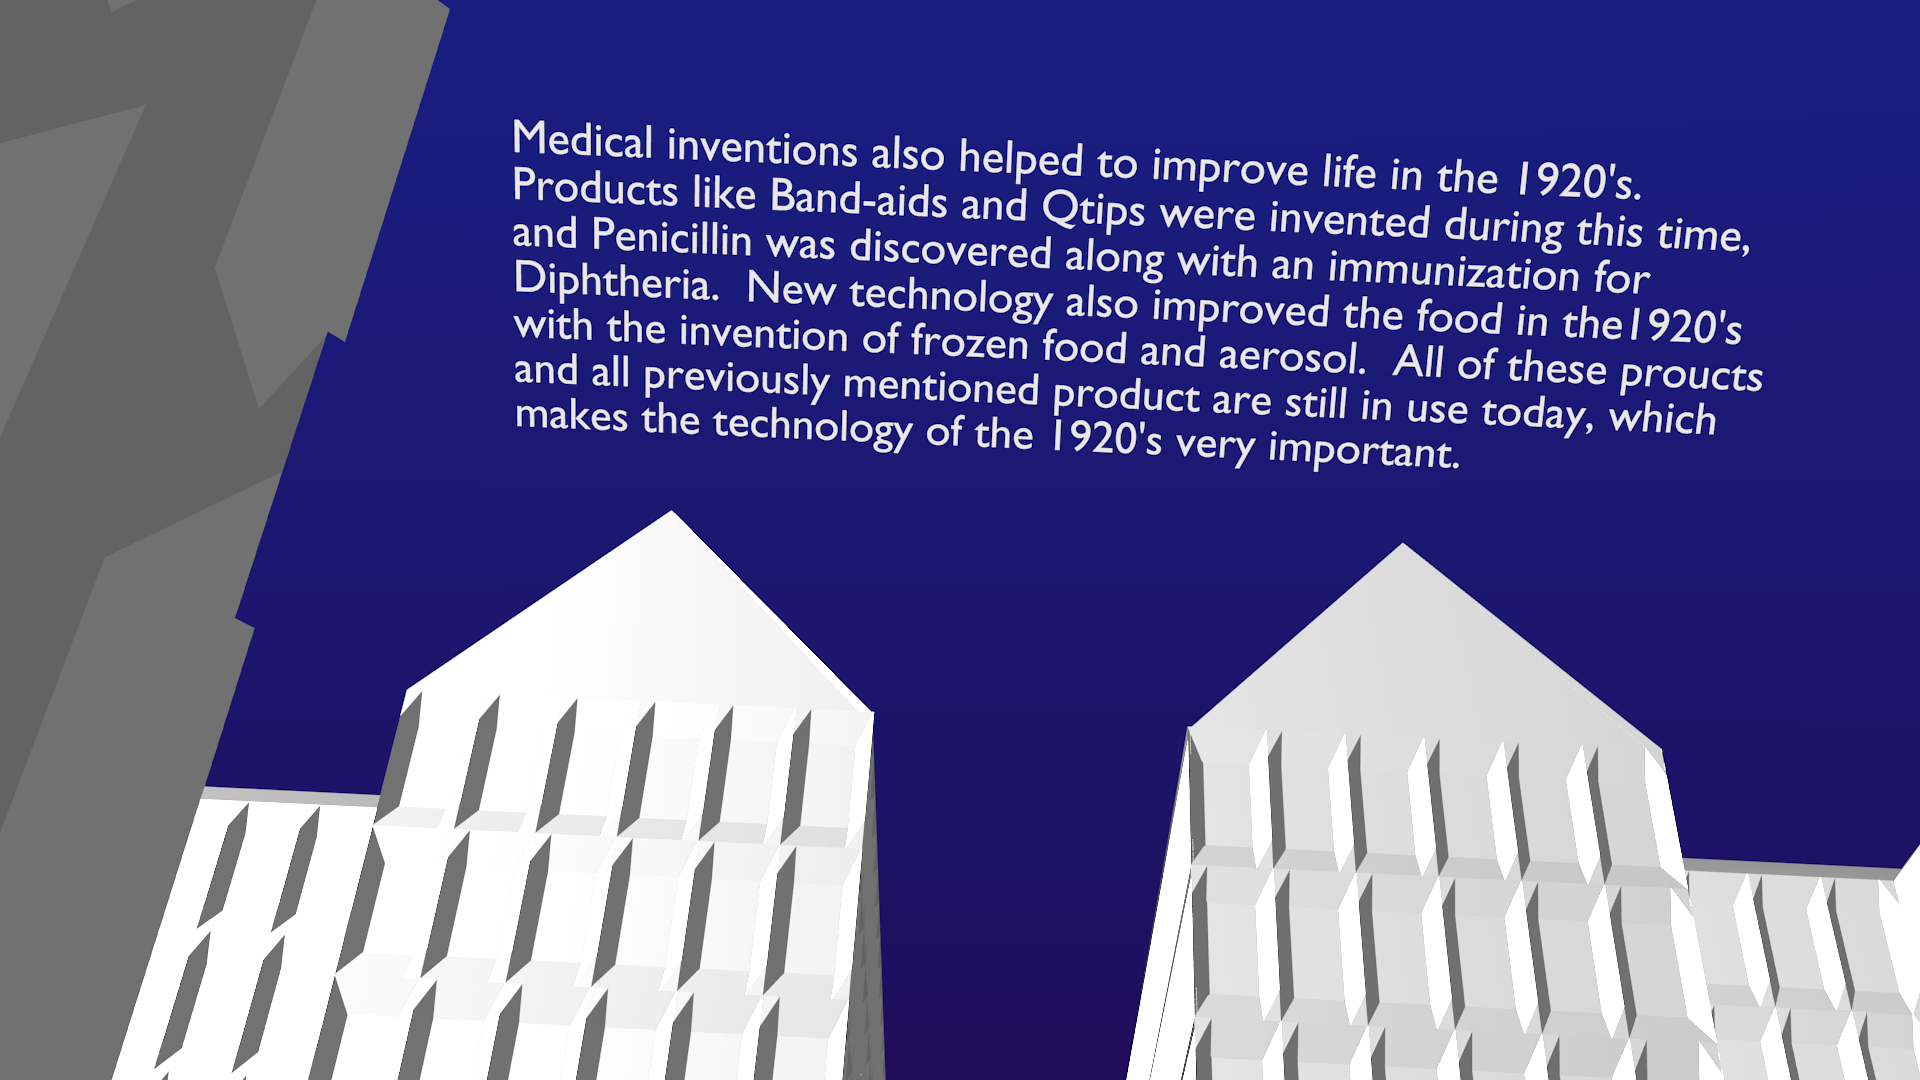 Medical inventions also helped to improve life in the 1920's.
Products like Band-aids and Qtips were invented during this time,
and Penicillin was discovered along with an immunization for
Diphtheria.  New technology also improved the food in the1920's
with the invention of frozen food and aerosol.  All of these proucts
and all previously mentioned product are still in use today, which
makes the technology of the 1920's very important.